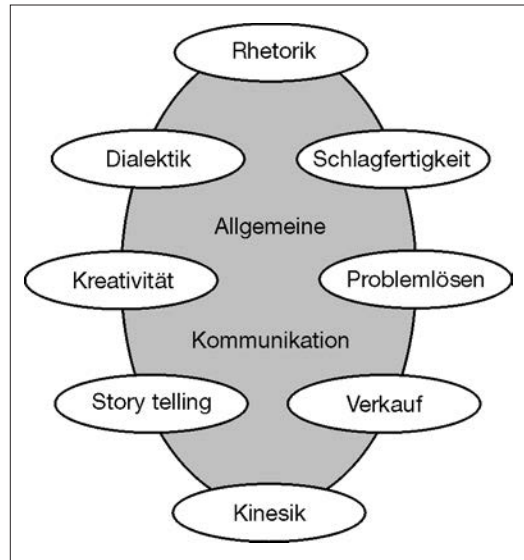 Rhetorik
Dialektik
Schlagfertigkeit
Allgemeine
Kreativität
Problemlösen
Kommunikation
Story telling
Verkauf
Kinesik